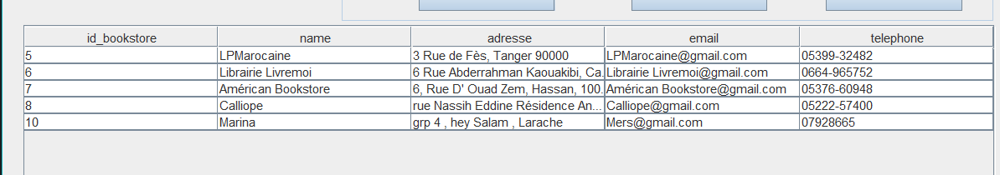 id_bookstore name adresse email telephone
5 LPMarocaine 3 Rue de Fès, Tanger 90000 LPMarocaine@gmail.com 05399-32482
6 Librairie Livremoi 6 Rue Abderrahman Kaouakibi, Ca. Librairie Livremoi@gmail.com 0664-965752
7 Américan Bookstore 6, Rue D' Ouad Zem, Hassan, 100. Américan Bookstore@gmail.com 05376-60948
8 Calliope rue Nassih Eddine Résidence An... Calliope@gmail.com 05222-57400
10 Marina grp 4 , hey Salam , Larache Mers@gmail.com 07928665